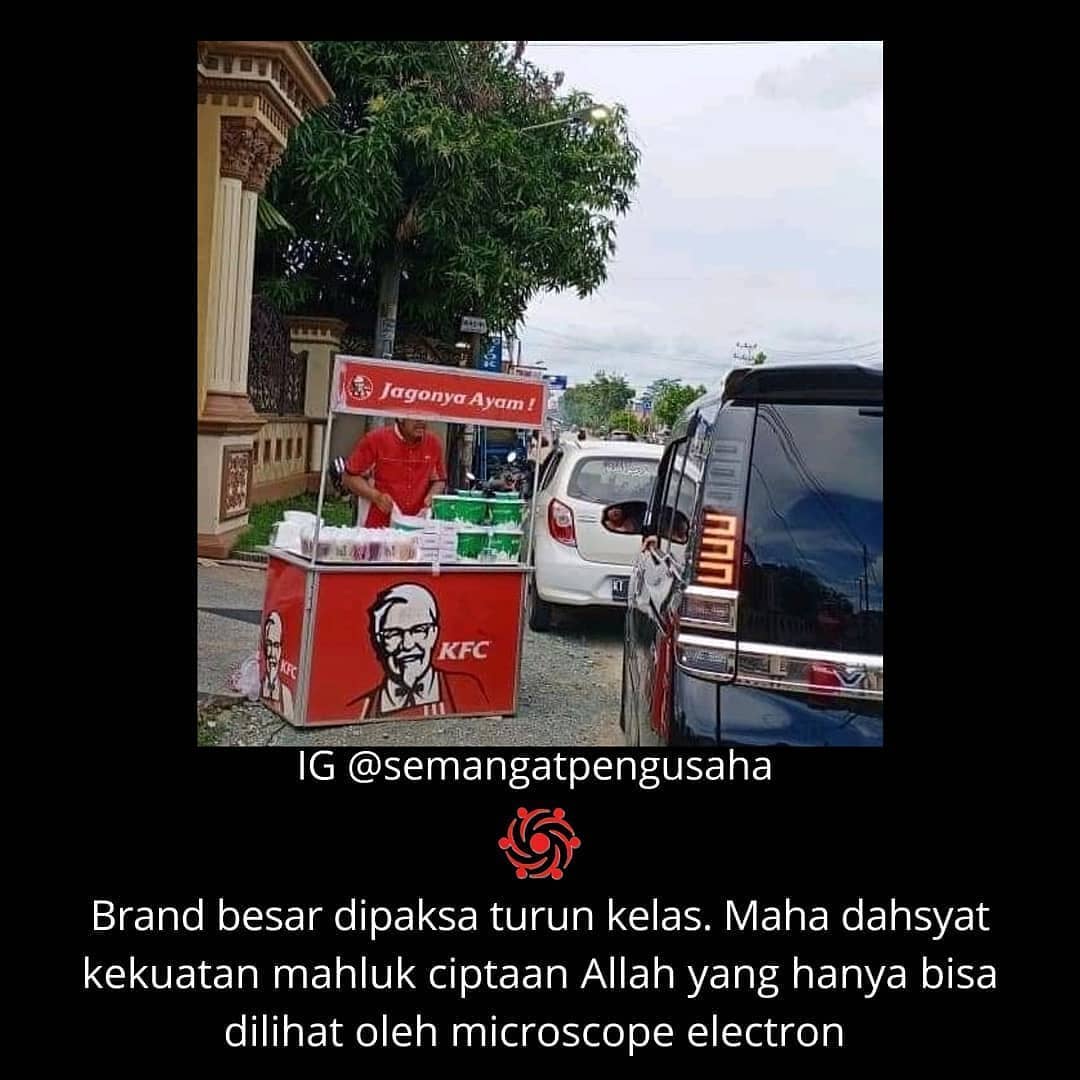 Jagonya Ayam !
KFC
KFC
KT
IG @semangatpengusaha
Brand besar dipaksa turun kelas. Maha dahsyat
kekuatan mahluk ciptaan Allah yang hanya bisa
dilihat oleh microscope electron